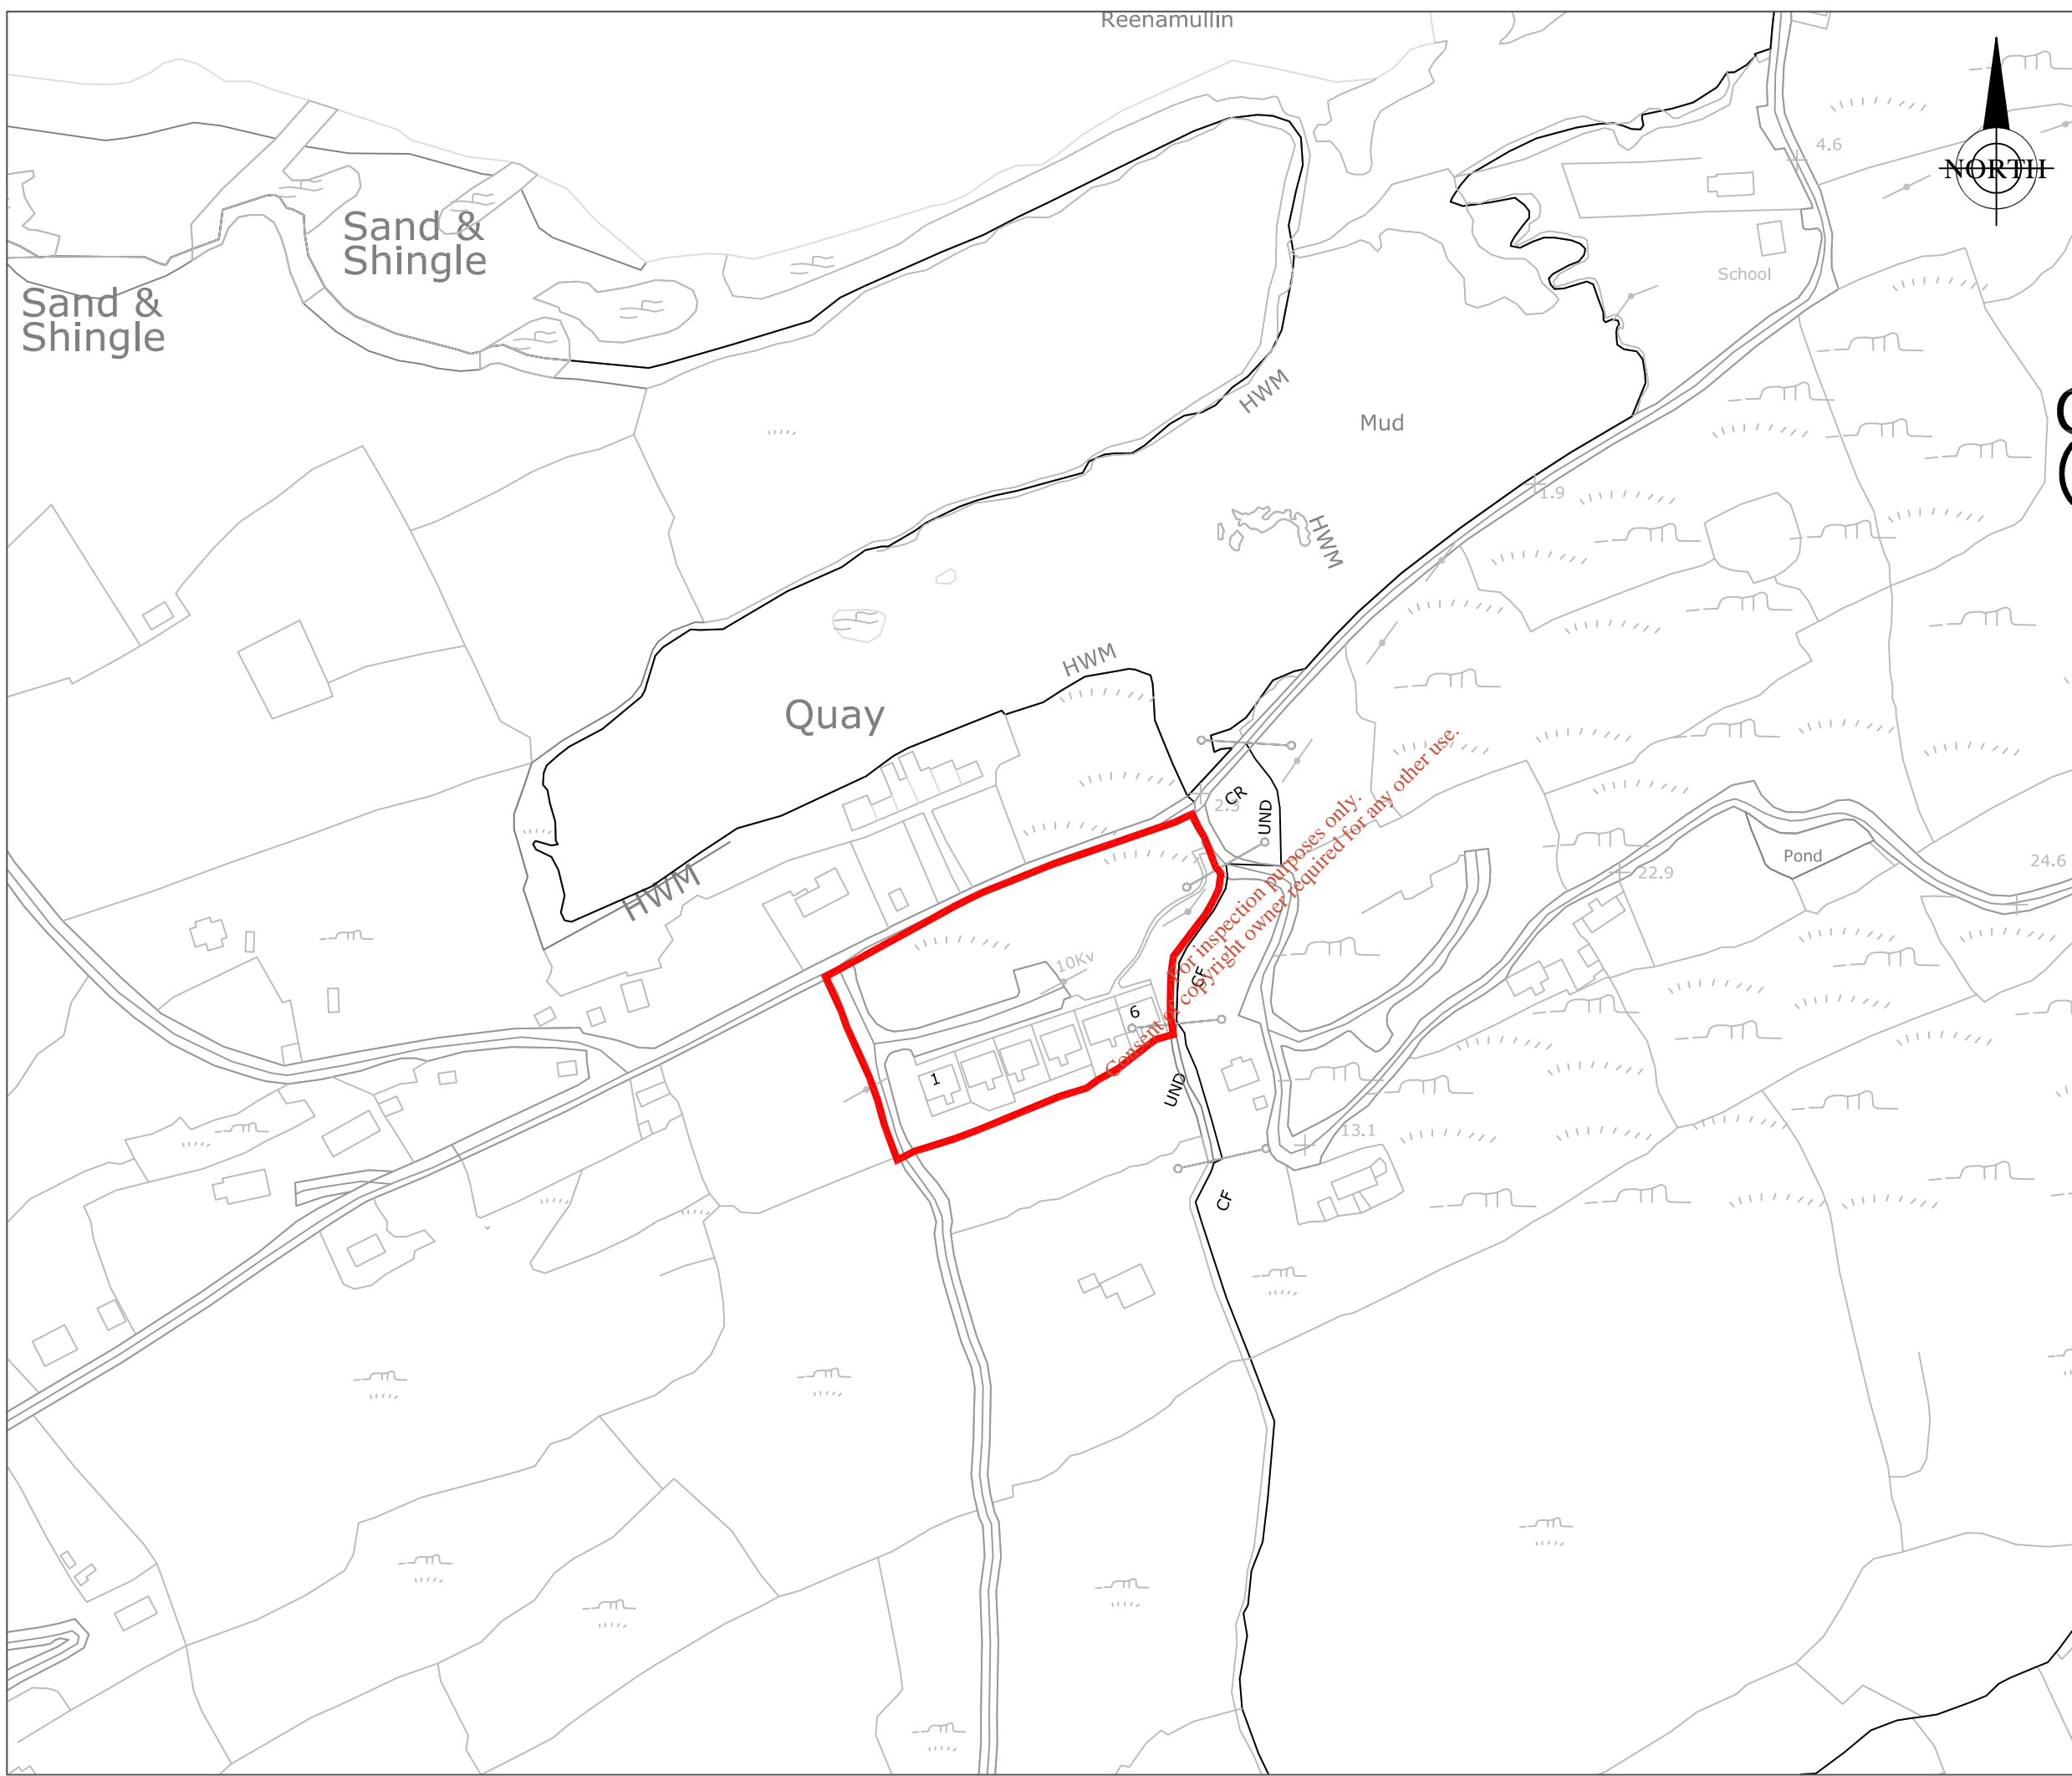 Reenamullin
4.6
NORTH
Sand &
Shingle
School
Sand &
Shingle
HWM
Mud
1.9
HWM
HWM
Quay
2.3
CR
UND
Pond
24.6
22.9
HWM
10Kv
CF
6
1
UND
13.1
CF
For inspection purposes only.
Consent of copyright owner required for any other use.